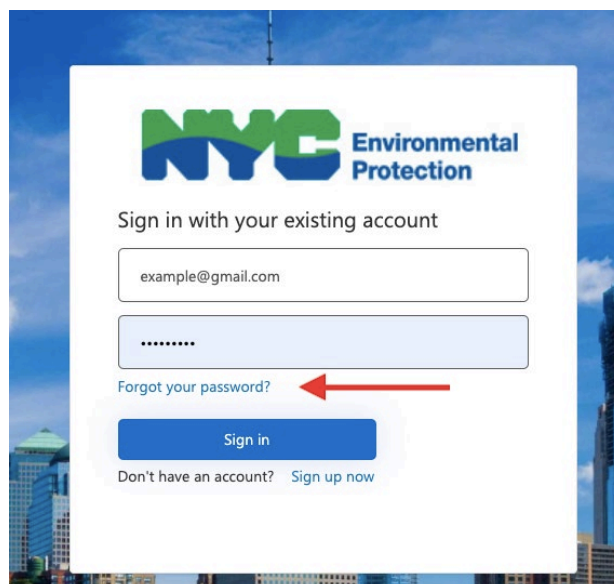 NYC Environmental
Protection
Sign in with your existing account
example@gmail.com
•••••••••
Forgot your password?
Sign in
Don't have an account? Sign up now